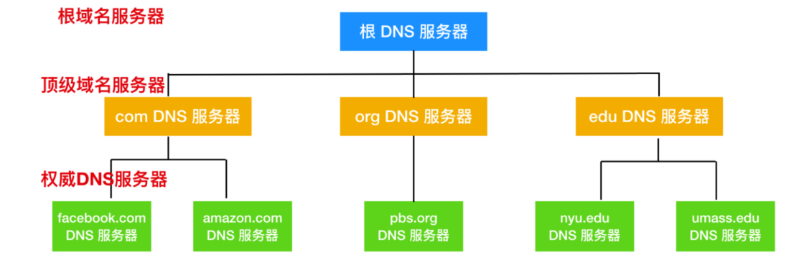 根域名服务器
根 DNS 服务器
顶级域名服务器
com DNS 服务器
org DNS 服务器
edu DNS 服务器
权威DNS服务器
facebook.com
DNS 服务器
amazon.com
DNS 服务器
pbs.org
DNS 服务器
nyu.edu
DNS 服务器
umass.edu
DNS 服务器